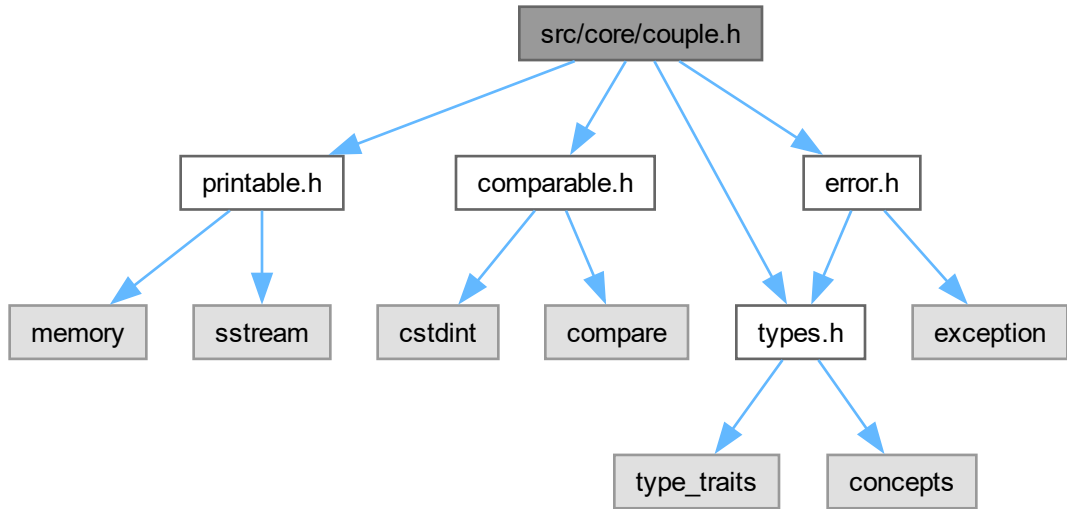 src/core/couple.h
printable.h
comparable.h
error.h
memory
sstream
cstdint
compare
types.h
exception
type_traits
concepts